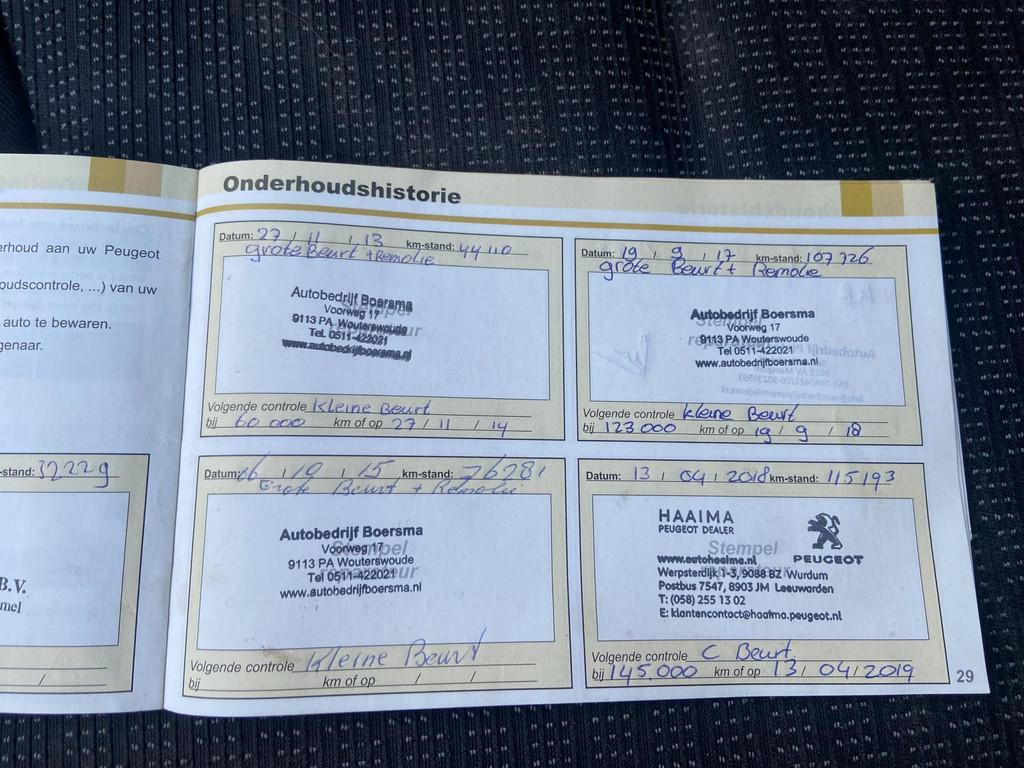 erhoud aan uw Peugeot
oudscontrole, ...) van uw
auto te bewaren.
genaar.
-stand: 32229
B.V.
mel
/
Onderhoudshistorie
Datum: 27 / 11 / 13 km-stand: 44110
grote Beurt + Remolie
Autobedrijf Boersma
Voorweg 17
9113 PA Wouterswoude
Tel. 0511-422021
www.autobedrijfboersma.nl
Volgende controle Kleine Beurt
bij 60 000 km of op 27 / 11 / 14
Datum: 16 / 10 / 15 km-stand: 76281
Grote Beurt + Remolie
Stempel
Autobedrijf Boersma
Voorweg 17
9113 PA Wouterswoude
Tel 0511-422021
www.autobedrijfboersma.nl
Volgende controle Kleine Beurt
bij km of op / /
Datum: 19 / 9 / 17 km-stand: 107726
grote Beurt + Remolie
Autobedrijf Boersma
Voorweg 17
9113 PA Wouterswoude
Tel 0511-422021
www.autobedrijfboersma.nl
Volgende controle kleine Beurt
bij 123000 km of op 19 / 9 / 18
Datum: 13 / 04 / 2018 km-stand: 115193
HAAIMA
PEUGEOT DEALER
Stempel
PEUGEOT
www.autohaaima.nl
Werpsterdijk 1-3, 9088 BZ Wurdum
Postbus 7547, 8903 JM Leeuwarden
T: (058) 255 13 02
E: klantencontact@haaima.peugeot.nl
Volgende controle C Beurt
bij 145.000 km of op 13 / 04 / 2019
29